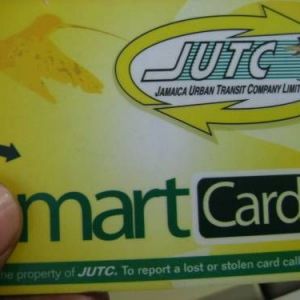 JUTC
JAMAICA URBAN TRANSIT COMPANY LIMIT
mart Card
he property of JUTC. To report a lost or stolen card call